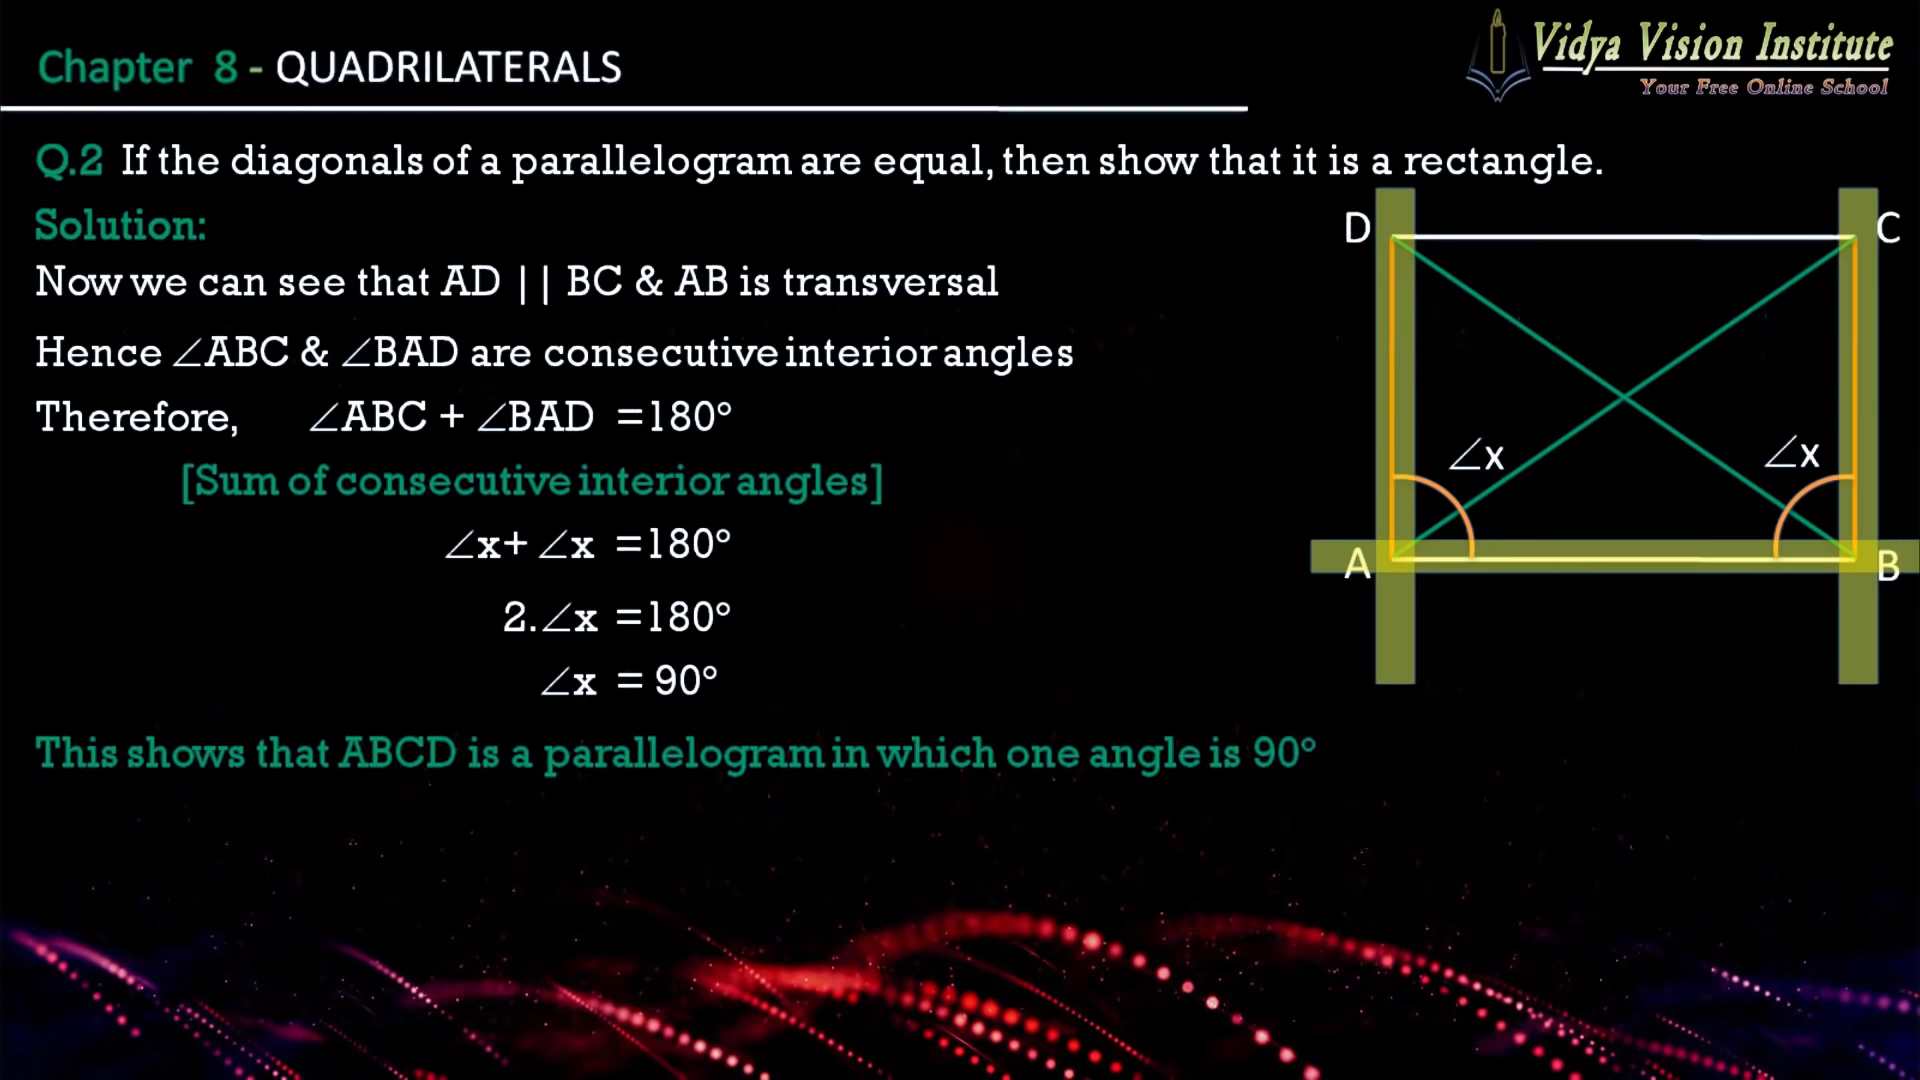 Chapter 8 - QUADRILATERALS
Vidya Vision Institute
Your Free Online School
Q.2 If the diagonals of a parallelogram are equal, then show that it is a rectangle.
Solution:
Now we can see that AD || BC & AB is transversal
Hence ∠ABC & ∠BAD are consecutive interior angles
Therefore, ∠ABC + ∠BAD =180°
[Sum of consecutive interior angles]
∠x+ ∠x =180°
2.∠x =180°
∠x = 90°
This shows that ABCD is a parallelogram in which one angle is 90°
D C
∠x ∠x
A B